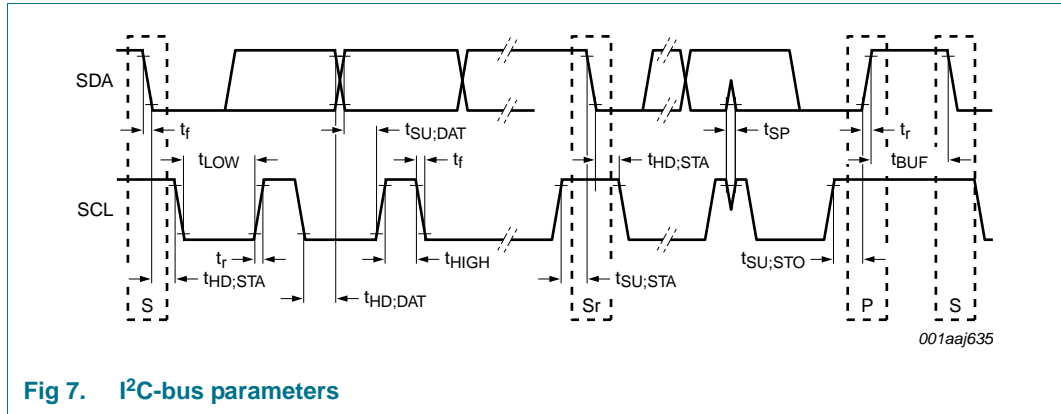 SDA
t_f
t_SU;DAT
t_SP
t_r
t_LOW
t_f
t_HD;STA
t_BUF
SCL
t_r
t_HIGH
t_SU;STO
t_HD;STA
t_SU;STA
t_HD;DAT
S
Sr
P
S
001aaj635
Fig 7. I²C-bus parameters